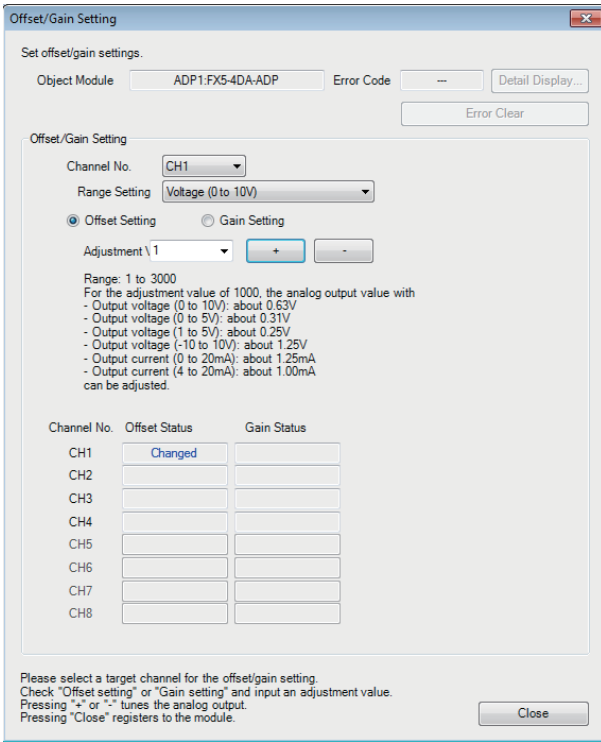 Offset/Gain Setting
Set offset/gain settings.
Object Module ADP1:FX5-4DA-ADP Error Code --- Detail Display...
Error Clear
Offset/Gain Setting
Channel No. CH1
Range Setting Voltage (0 to 10V)
Offset Setting Gain Setting
Adjustment \ 1 + -
Range: 1 to 3000
For the adjustment value of 1000, the analog output value with
- Output voltage (0 to 10V): about 0.63V
- Output voltage (0 to 5V): about 0.31V
- Output voltage (1 to 5V): about 0.25V
- Output voltage (-10 to 10V): about 1.25V
- Output current (0 to 20mA): about 1.25mA
- Output current (4 to 20mA): about 1.00mA
can be adjusted.
Channel No. Offset Status Gain Status
CH1 Changed
CH2
CH3
CH4
CH5
CH6
CH7
CH8
Please select a target channel for the offset/gain setting.
Check "Offset setting" or "Gain setting" and input an adjustment value.
Pressing "+" or "-" tunes the analog output.
Pressing "Close" registers to the module.
Close